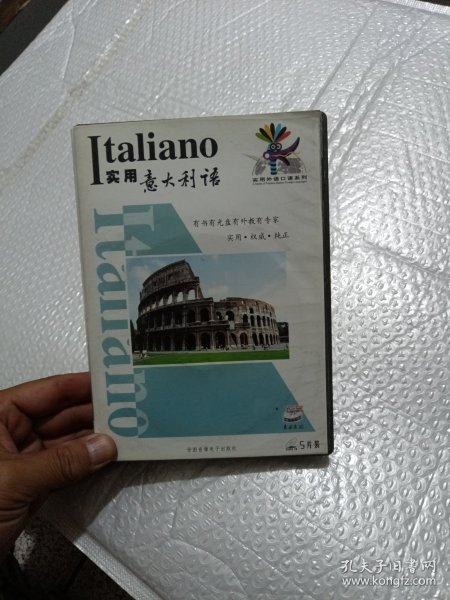 Italiano
实用意大利语
实用外语口语系列
Italiano
有书有光盘有外教有专家
实用·权威·纯正
5片装
孔夫子旧书网
www.kongfz.com